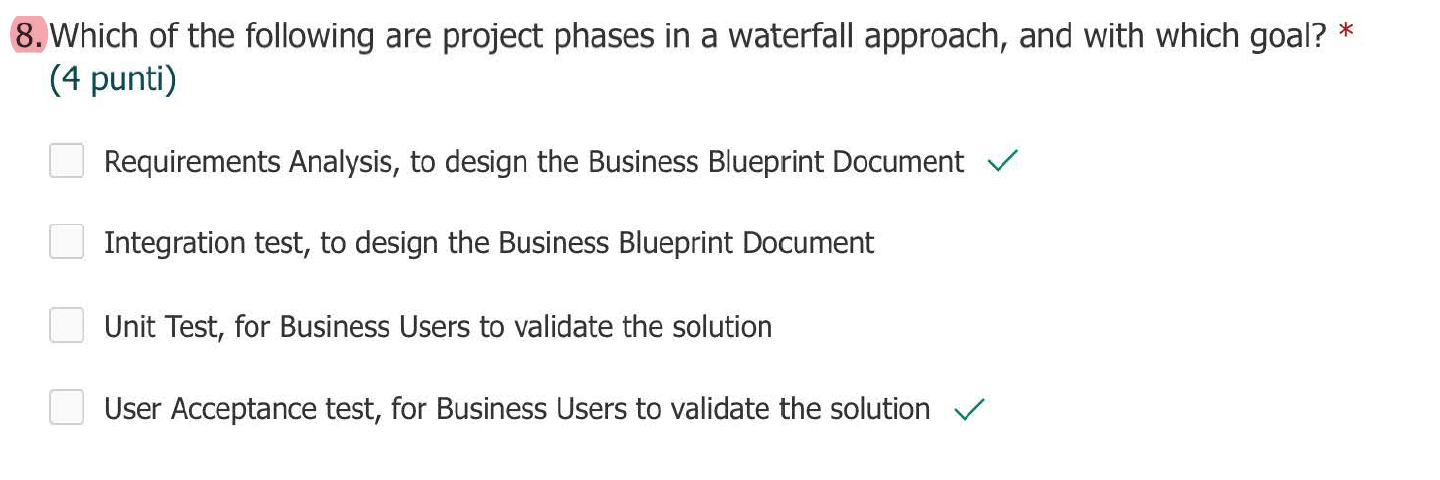 8. Which of the following are project phases in a waterfall approach, and with which goal? *
(4 punti)
Requirements Analysis, to design the Business Blueprint Document
Integration test, to design the Business Blueprint Document
Unit Test, for Business Users to validate the solution
User Acceptance test, for Business Users to validate the solution